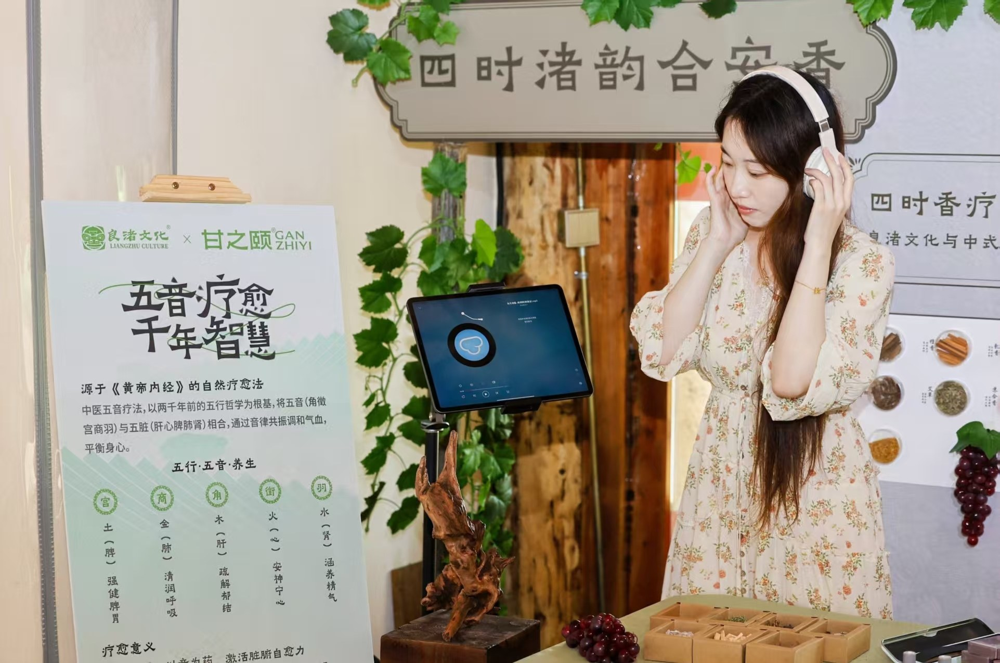 四时渚韵合安香
良渚文化®
LIANGZHU CULTURE
×
甘之颐®
GAN
ZHIYI
五音疗愈
千年智慧
源于《黄帝内经》的自然疗愈法
中医五音疗法,以两千年前的五行哲学为根基,将五音(角徵
宫商羽)与五脏(肝心脾肺肾)相合,通过音律共振调和气血,
平衡身心。
五行·五音·养生
宫
土(脾)强健脾胃
商
金(肺)清润呼吸
角
木(肝)疏解郁结
火(心)安神宁心
羽
水(肾)涵养精气
疗愈意义
以音为药 激活脏腑自愈力
四时香疗
良渚文化与中式
檀香
艾草